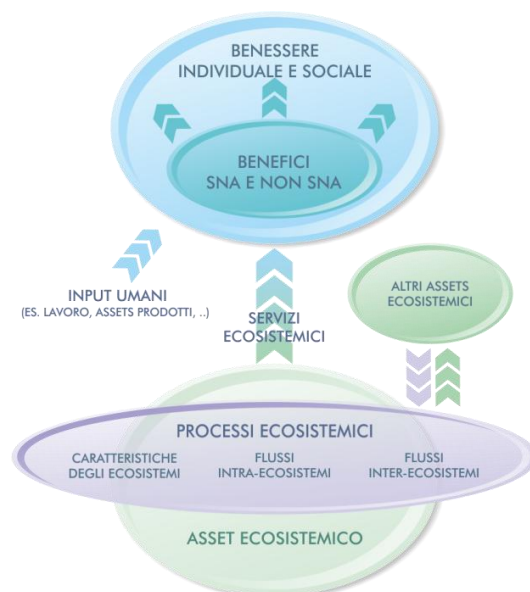 BENESSERE
INDIVIDUALE E SOCIALE
BENEFICI
SNA E NON SNA
INPUT UMANI
(ES. LAVORO, ASSETS PRODOTTI, ..)
SERVIZI
ECOSISTEMICI
ALTRI ASSETS
ECOSISTEMICI
PROCESSI ECOSISTEMICI
CARATTERISTICHE
DEGLI ECOSISTEMI
FLUSSI
INTRA-ECOSISTEMI
FLUSSI
INTER-ECOSISTEMI
ASSET ECOSISTEMICO